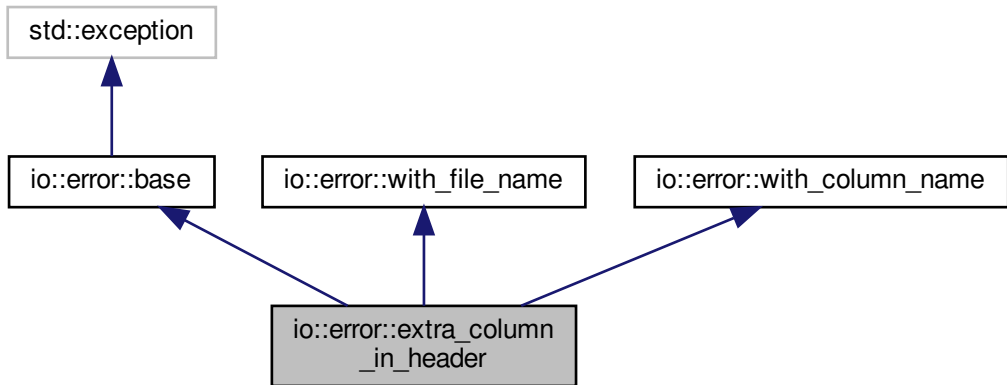 std::exception
io::error::base
io::error::with_file_name
io::error::with_column_name
io::error::extra_column
_in_header